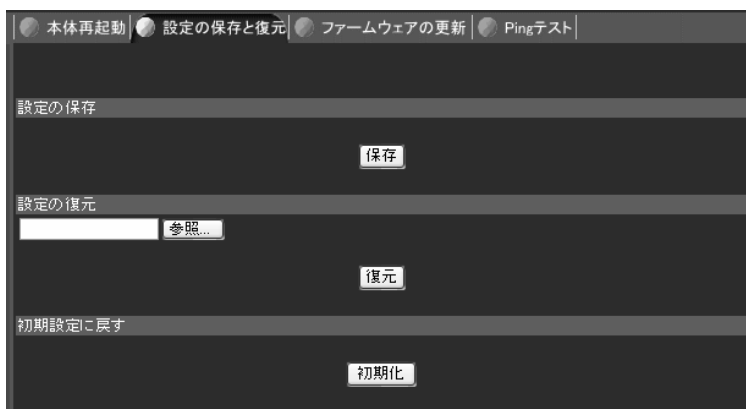 本体再起動 設定の保存と復元 ファームウェアの更新 Pingテスト
設定の保存
保存
設定の復元
参照...
復元
初期設定に戻す
初期化